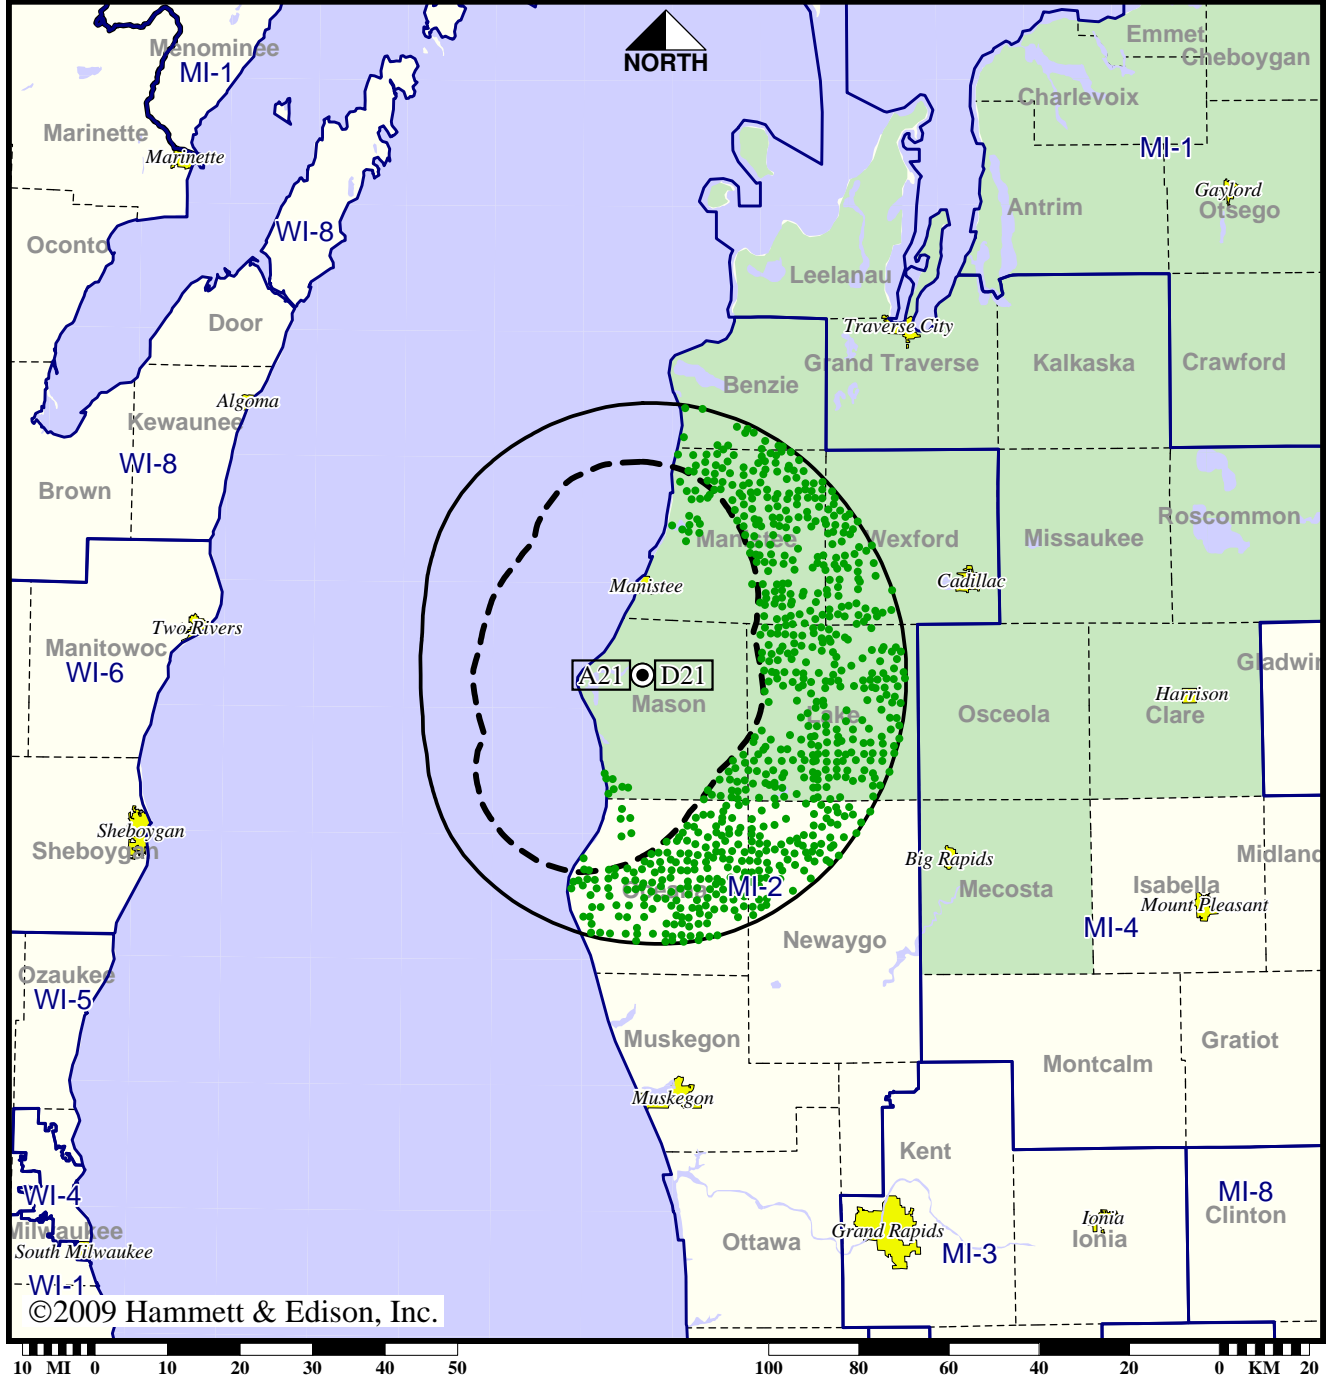 Menominee
MI-1
NORTH
Emmet
Cheboygan
Charlevoix
Marinette
Marinette
MI-1
Gaylord
Otsego
Antrim
WI-8
Oconto
Leelanau
Door
Traverse City
Grand Traverse
Kalkaska
Crawford
Benzie
Algoma
Kewaunee
WI-8
Brown
Roscommon
Manistee
Wexford
Missaukee
Manistee
Cadillac
Two Rivers
Manitowoc
WI-6
Gladwin
A21
D21
Mason
Lake
Osceola
Harrison
Clare
Sheboygan
Sheboygan
Big Rapids
Midland
Oceana
MI-2
Mecosta
Isabella
Mount Pleasant
MI-4
Newaygo
Ozaukee
WI-5
Muskegon
Gratiot
Montcalm
Muskegon
Kent
WI-4
MI-8
Clinton
Milwaukee
South Milwaukee
Grand Rapids
Ottawa
MI-3
Ionia
Ionia
WI-1
©2009 Hammett & Edison, Inc.
10 MI 0 10 20 30 40 50
100 80 60 40 20 0 KM 20